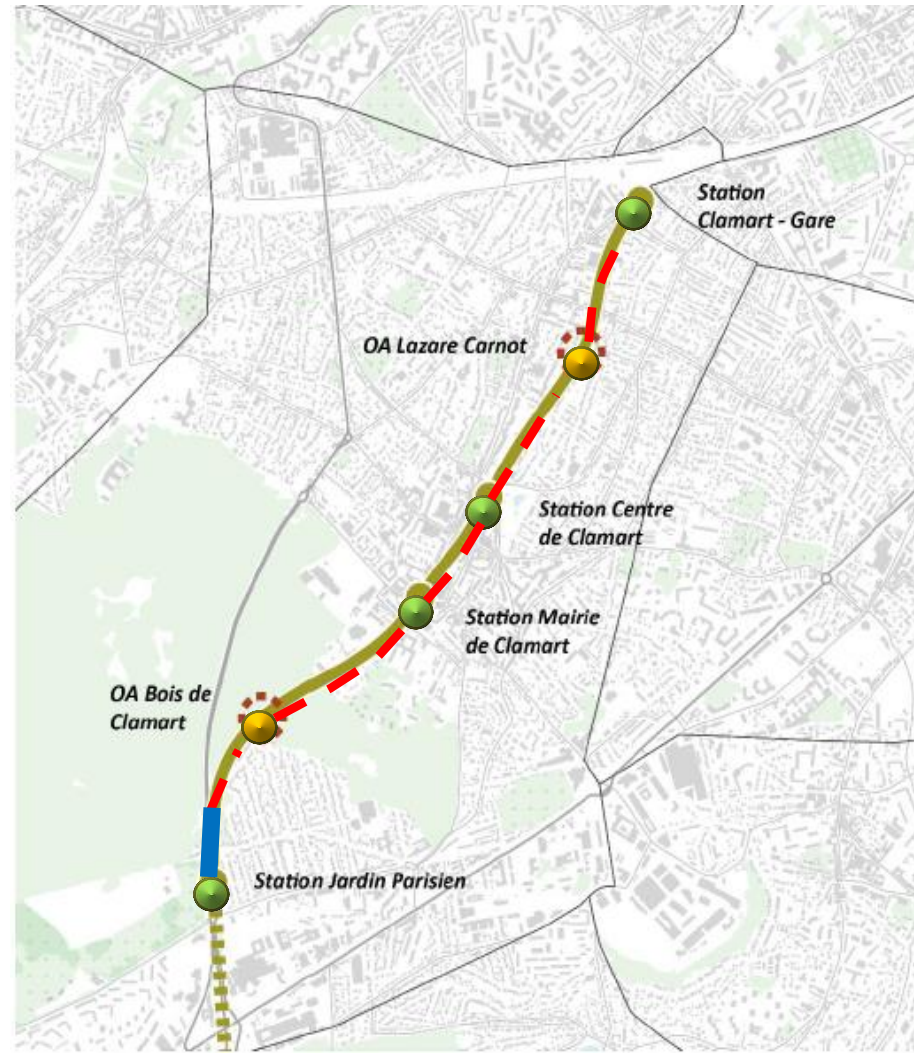 Station
Clamart - Gare
OA Lazare Carnot
Station Centre
de Clamart
Station Mairie
de Clamart
OA Bois de
Clamart
Station Jardin Parisien